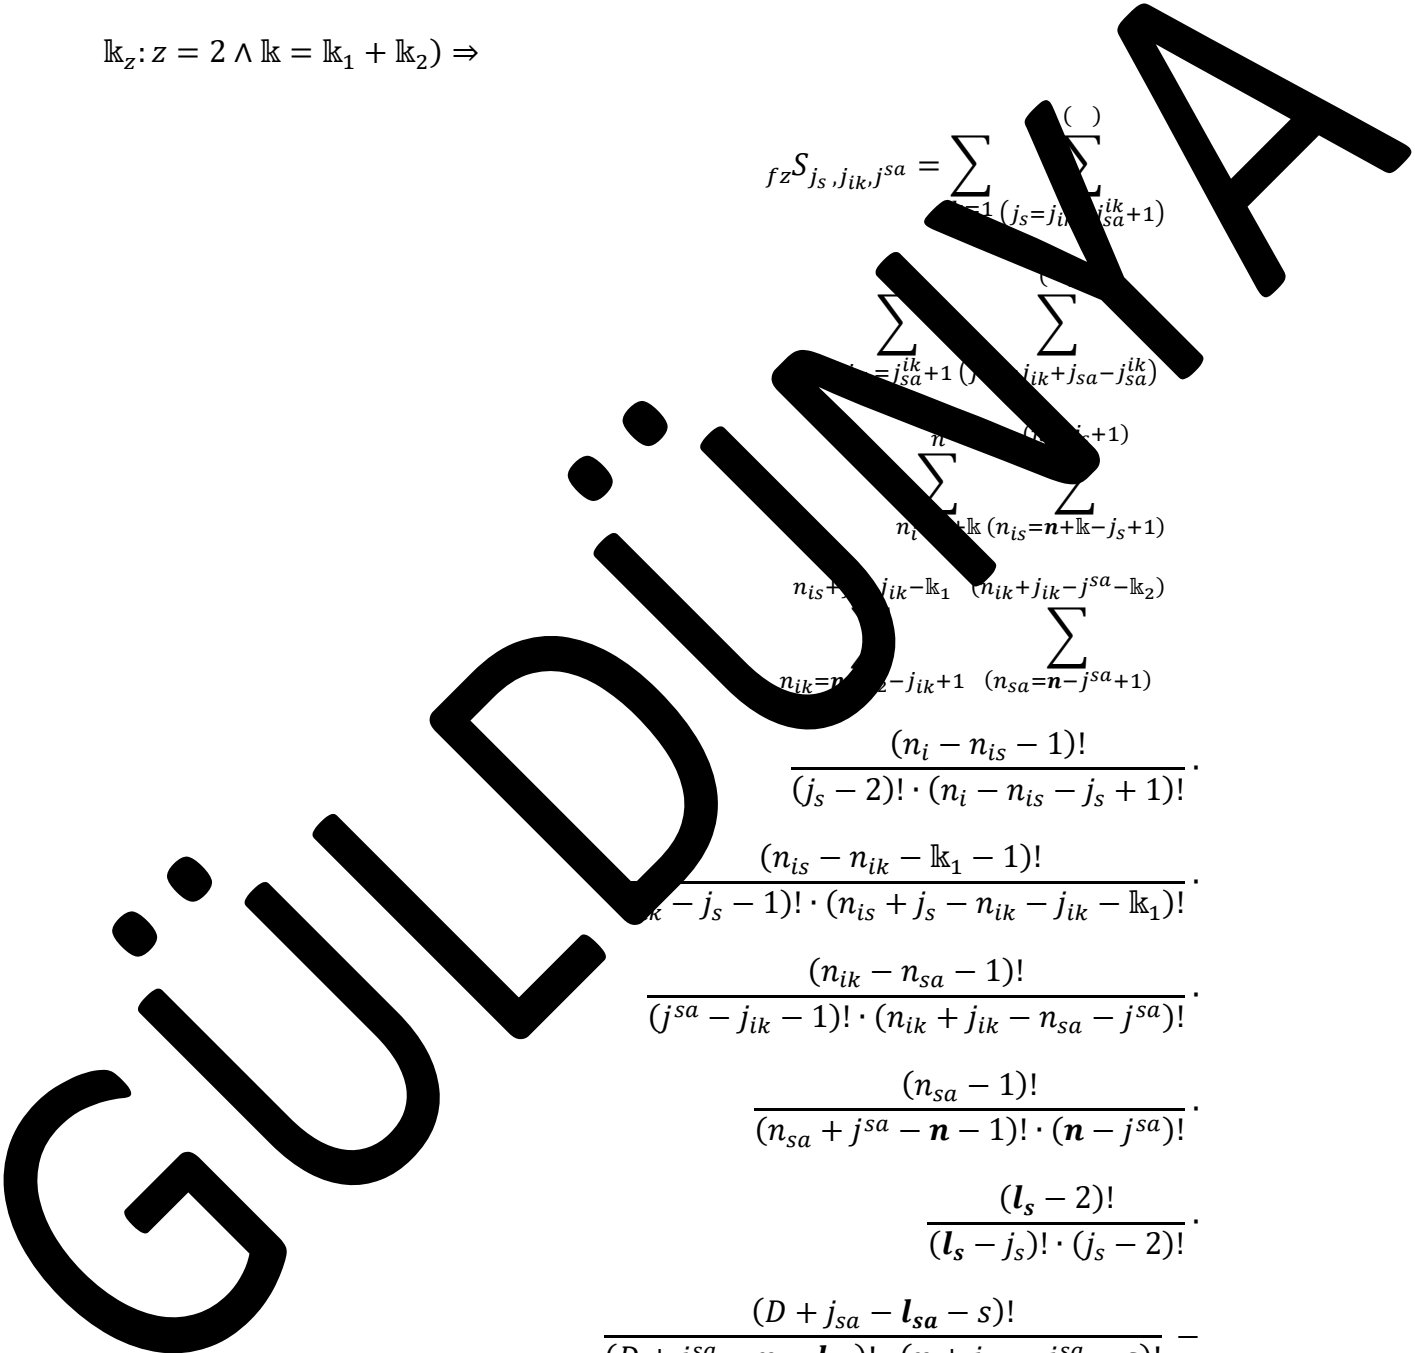 𝕜_z: z = 2 ∧ 𝕜 = 𝕜_1 + 𝕜_2) ⇒
( )
_{fz}S_{j_s, j_{ik}, j^{sa}} = ∑ ∑
=1 (j_s=j_{ik} j_{sa}^{ik}+1)
∑ ∑
=j_{sa}^{ik}+1 ( j_{ik}+j_{sa}−j_{sa}^{ik})
n +1)
∑ ∑
n_i +𝕜 (n_{is}=n+𝕜−j_s+1)
n_{is}+ j_{ik}−𝕜_1 (n_{ik}+j_{ik}−j^{sa}−𝕜_2)
∑
n_{ik}=n −j_{ik}+1 (n_{sa}=n−j^{sa}+1)
(n_i − n_{is} − 1)!
(j_s − 2)! · (n_i − n_{is} − j_s + 1)! ·
(n_{is} − n_{ik} − 𝕜_1 − 1)!
− j_s − 1)! · (n_{is} + j_s − n_{ik} − j_{ik} − 𝕜_1)! ·
(n_{ik} − n_{sa} − 1)!
(j^{sa} − j_{ik} − 1)! · (n_{ik} + j_{ik} − n_{sa} − j^{sa})! ·
(n_{sa} − 1)!
(n_{sa} + j^{sa} − n − 1)! · (n − j^{sa})! ·
(l_s − 2)!
(l_s − j_s)! · (j_s − 2)! ·
(D + j_{sa} − l_{sa} − s)!
−
GÜLDÜNYA